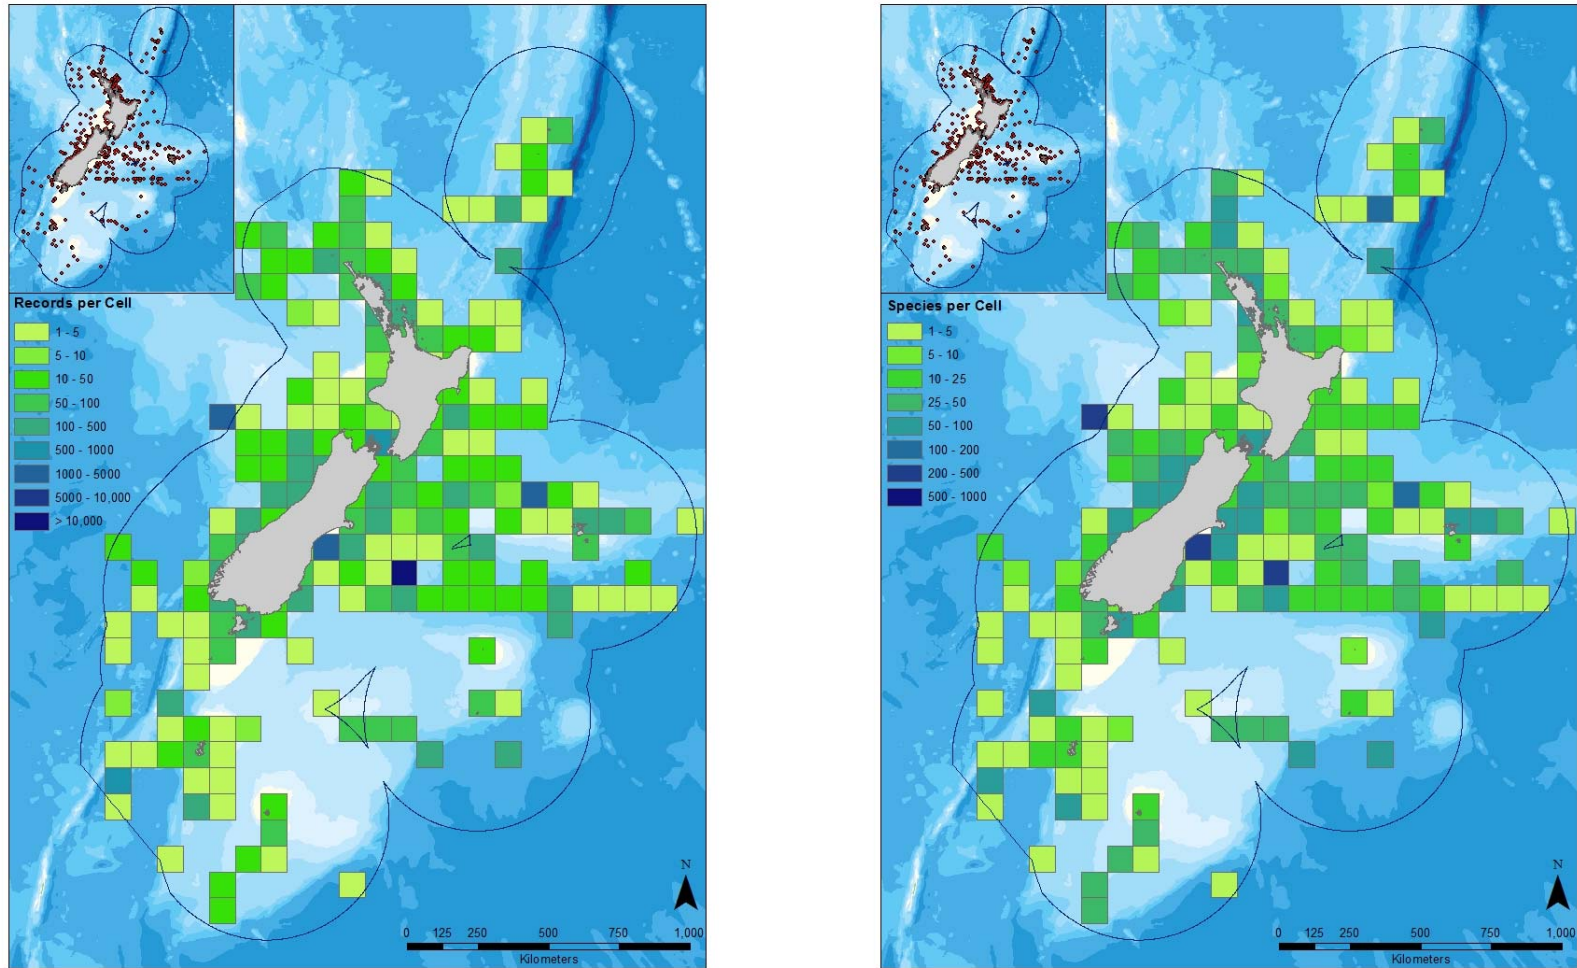 Records per Cell
1 - 5
5 - 10
10 - 50
50 - 100
100 - 500
500 - 1000
1000 - 5000
5000 - 10,000
> 10,000
N
0 125 250 500 750 1,000
Kilometers
Species per Cell
1 - 5
5 - 10
10 - 25
25 - 50
50 - 100
100 - 200
200 - 500
500 - 1000
N
0 125 250 500 750 1,000
Kilometers